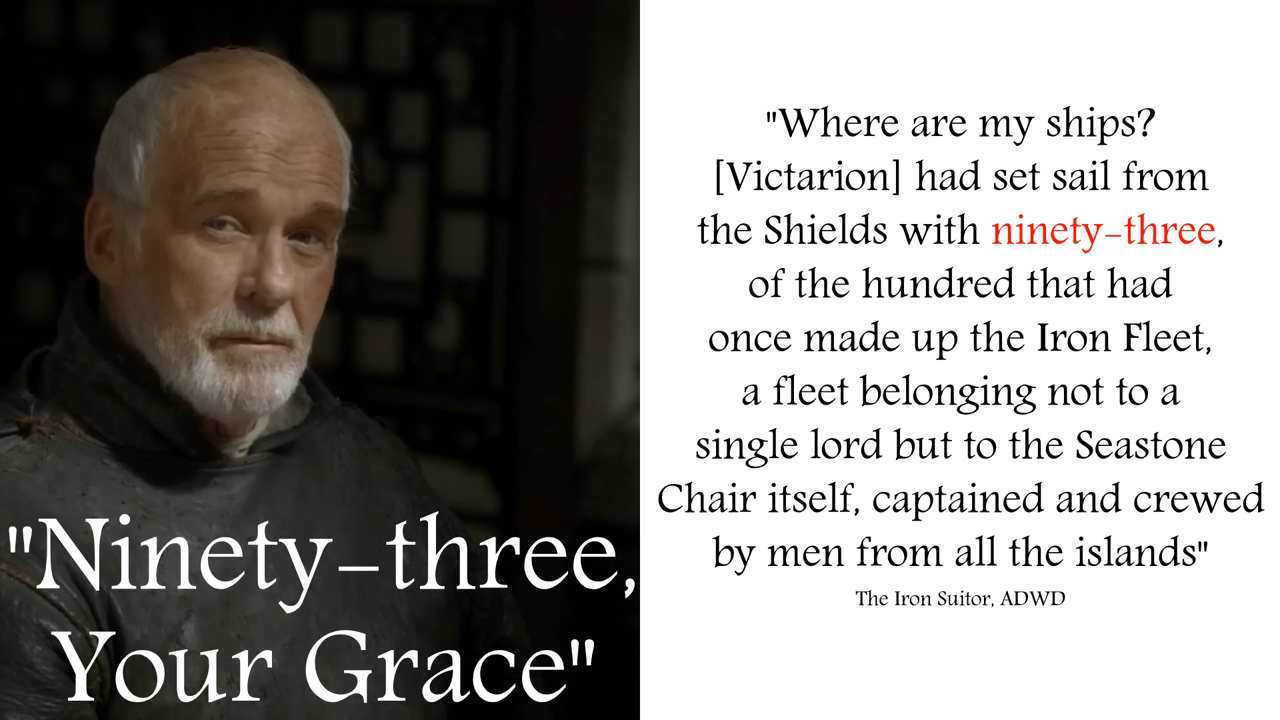 "Ninety-three,
Your Grace"
"Where are my ships?
[Victarion] had set sail from
the Shields with ninety-three,
of the hundred that had
once made up the Iron Fleet,
a fleet belonging not to a
single lord but to the Seastone
Chair itself, captained and crewed
by men from all the islands"
The Iron Suitor, ADWD